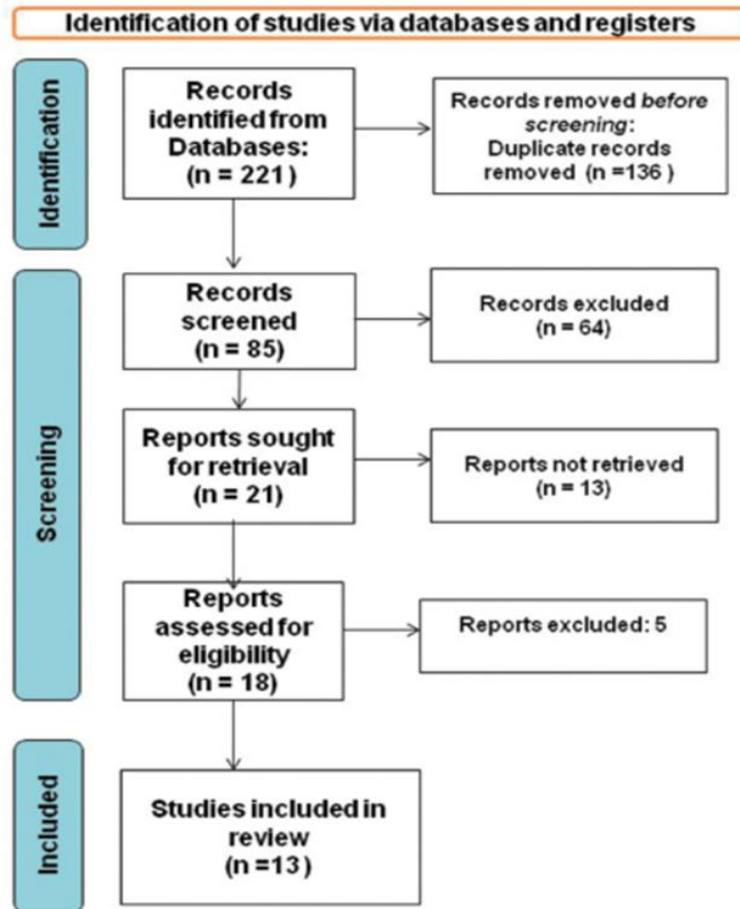 Identification of studies via databases and registers
Identification
Records
identified from
Databases:
(n = 221 )
Records removed before
screening:
Duplicate records
removed (n =136 )
Screening
Records
screened
(n = 85)
Records excluded
(n = 64)
Reports sought
for retrieval
(n = 21)
Reports not retrieved
(n = 13)
Reports
assessed for
eligibility
(n = 18)
Reports excluded: 5
Included
Studies included in
review
(n =13 )